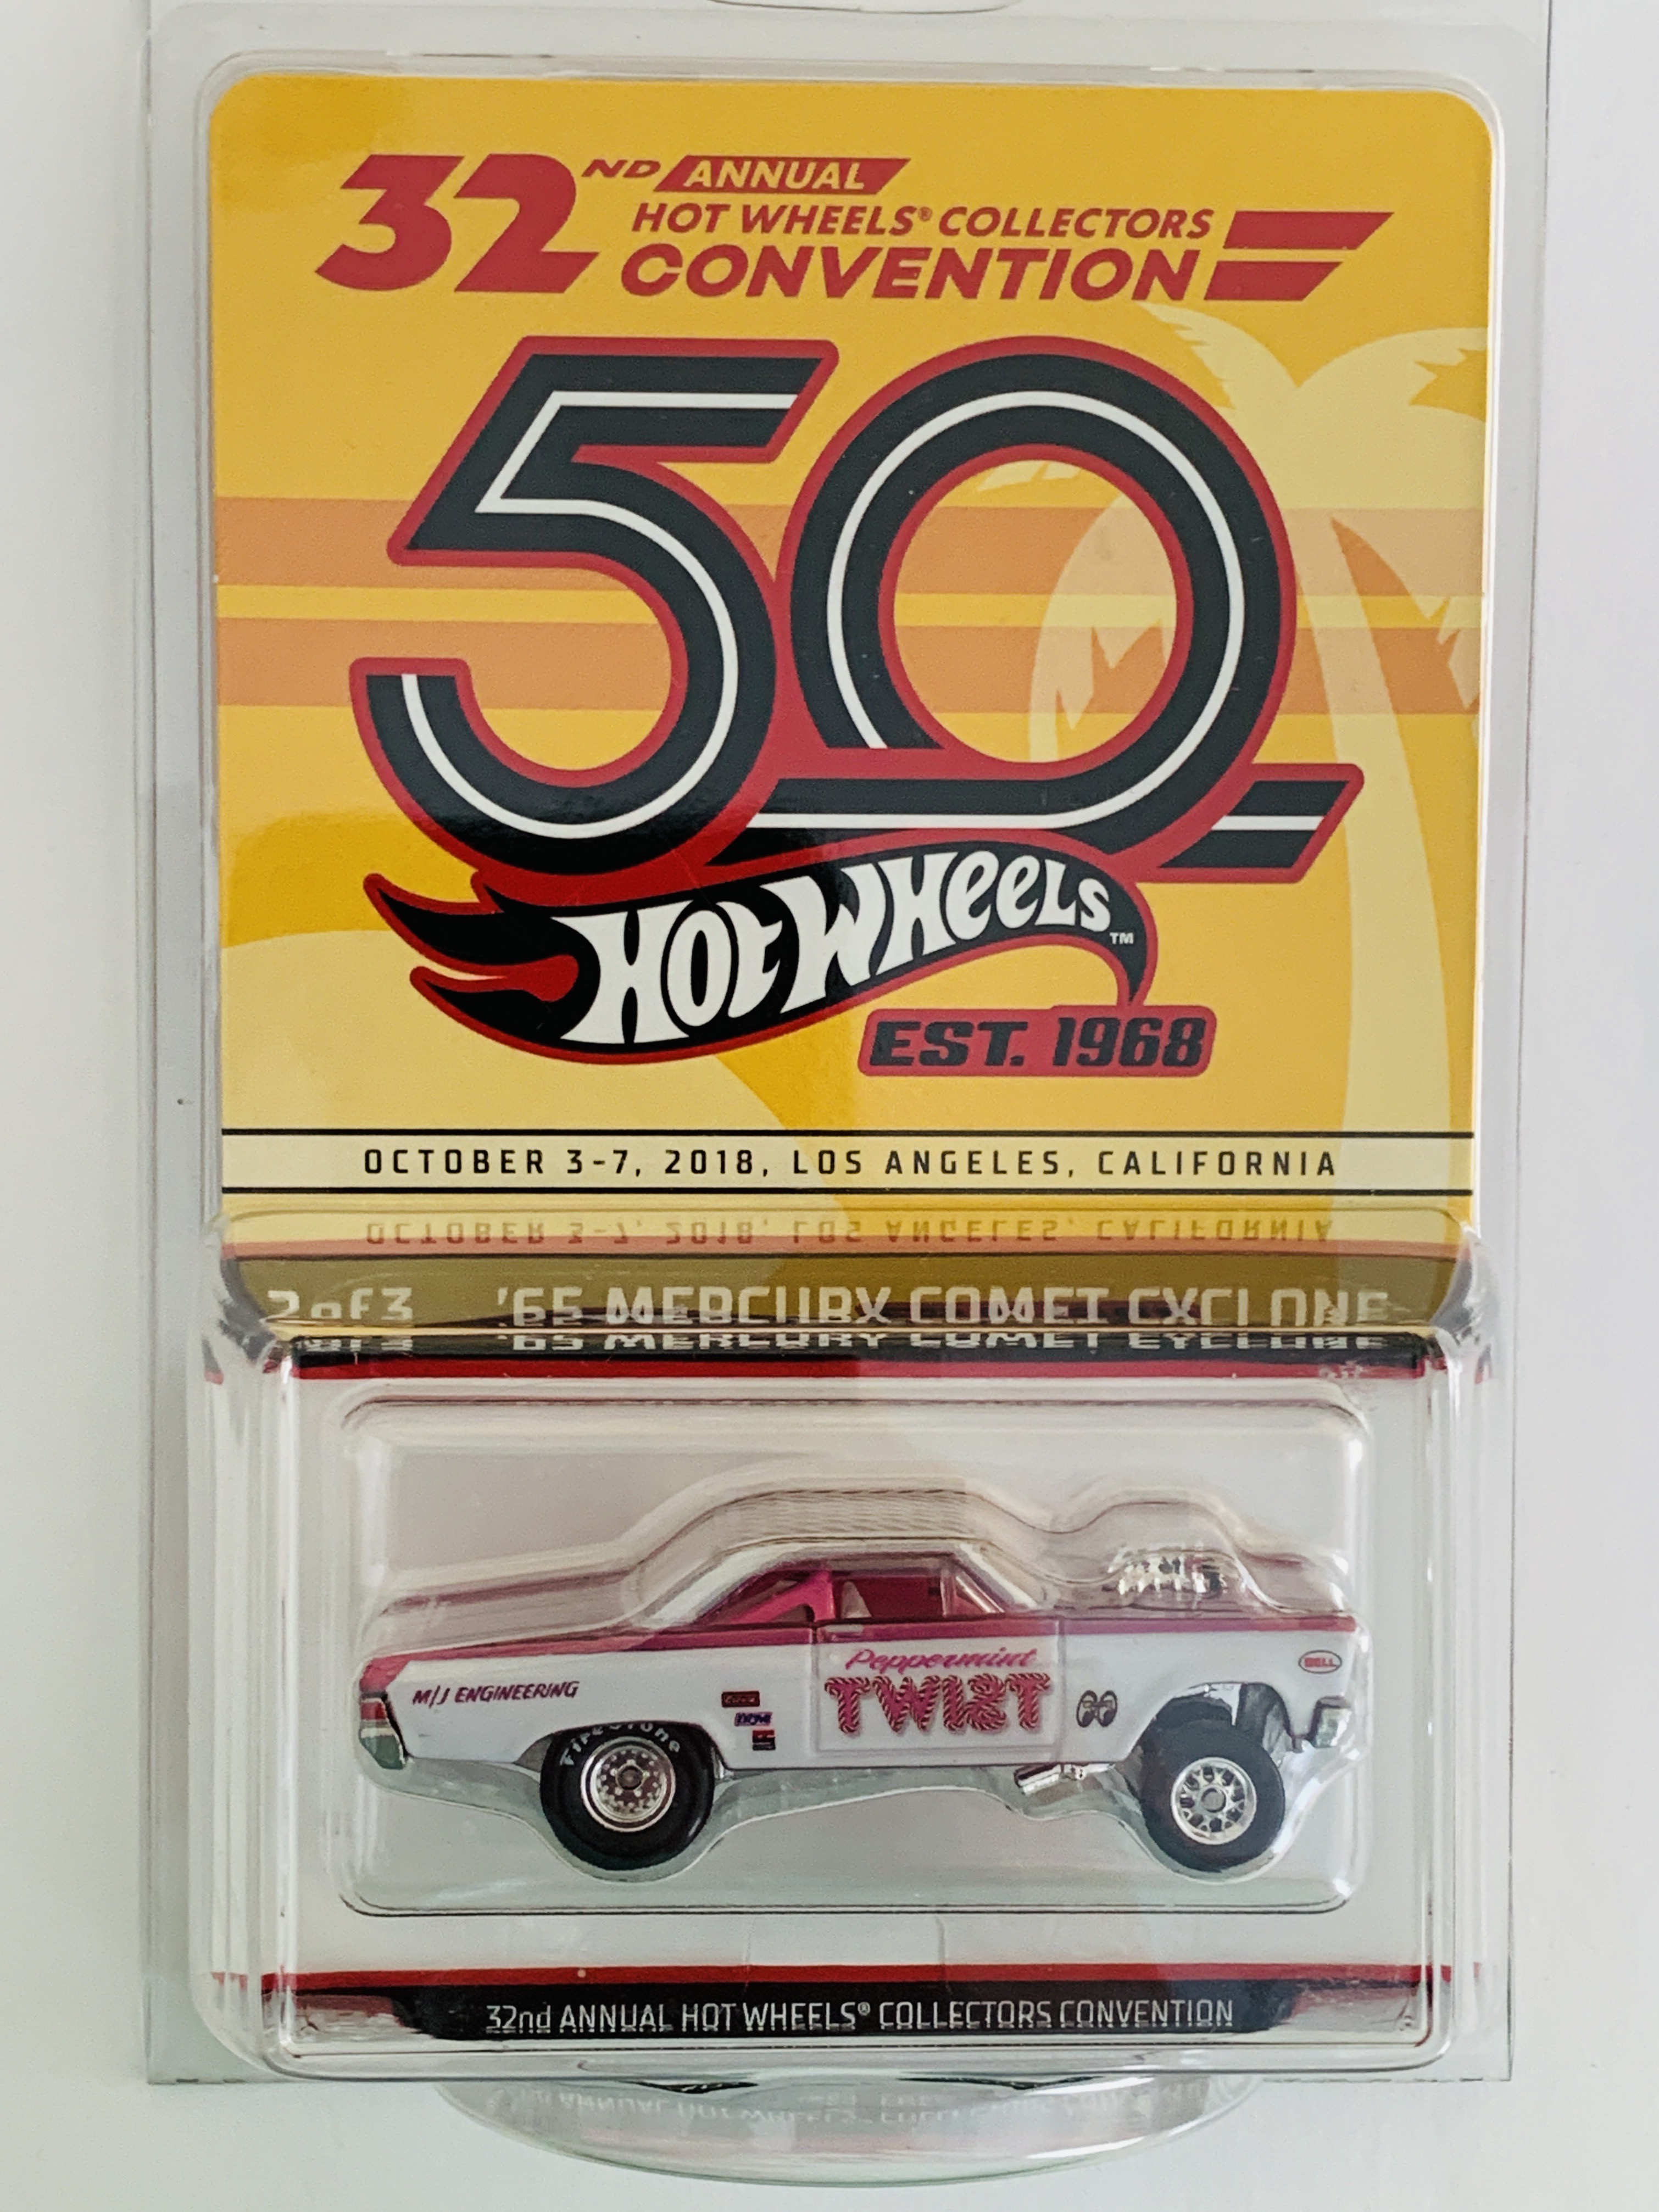 32ND ANNUAL
HOT WHEELS® COLLECTORS
CONVENTION
50
HOT WHEELS™
EST. 1968
OCTOBER 3-7, 2018, LOS ANGELES, CALIFORNIA
2 of 3 '65 MERCURY COMET CYCLONE
Peppermint
TWIST
BELL
M/J ENGINEERING
Firestone
32nd ANNUAL HOT WHEELS® COLLECTORS CONVENTION